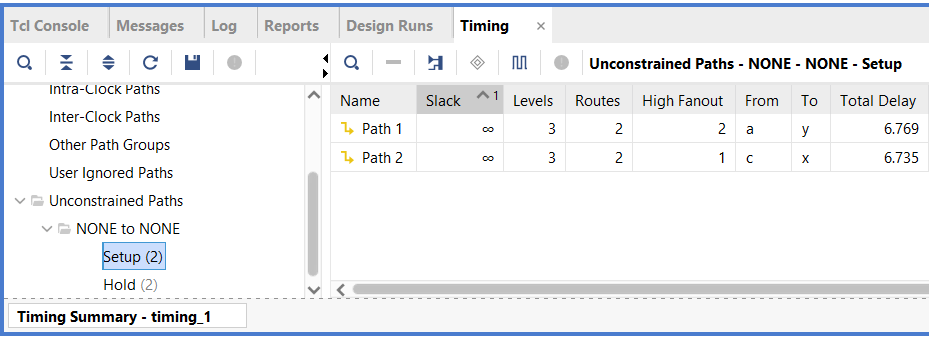 Tcl Console Messages Log Reports Design Runs Timing ×
Unconstrained Paths - NONE - NONE - Setup
Intra-Clock Paths
Inter-Clock Paths
Other Path Groups
User Ignored Paths
Unconstrained Paths
NONE to NONE
Setup (2)
Hold (2)
Name Slack ^1 Levels Routes High Fanout From To Total Delay
Path 1 ∞ 3 2 2 a y 6.769
Path 2 ∞ 3 2 1 c x 6.735
Timing Summary - timing_1